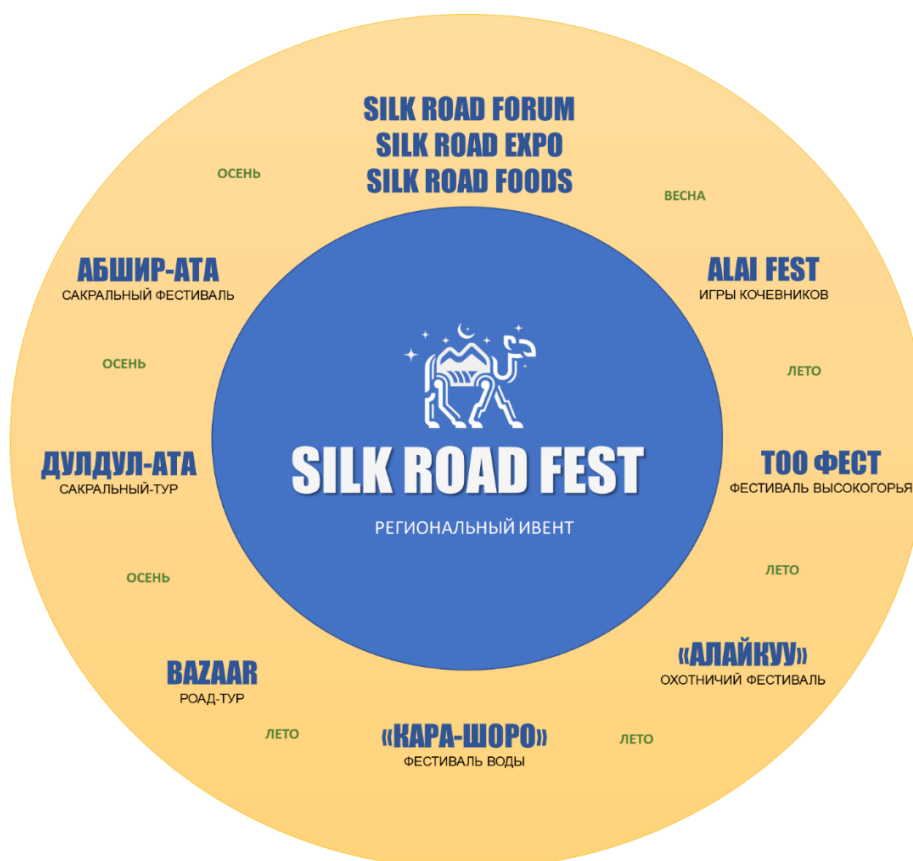 SILK ROAD FORUM
SILK ROAD EXPO
SILK ROAD FOODS
ОСЕНЬ
ВЕСНА
АБШИР-АТА
САКРАЛЬНЫЙ ФЕСТИВАЛЬ
ALAI FEST
ИГРЫ КОЧЕВНИКОВ
ОСЕНЬ
ЛЕТО
ДУЛДУЛ-АТА
САКРАЛЬНЫЙ-ТУР
SILK ROAD FEST
РЕГИОНАЛЬНЫЙ ИВЕНТ
ТОО ФЕСТ
ФЕСТИВАЛЬ ВЫСОКОГОРЬЯ
ОСЕНЬ
ЛЕТО
BAZAAR
РОАД-ТУР
«АЛАЙКУУ»
ОХОТНИЧИЙ ФЕСТИВАЛЬ
ЛЕТО
«КАРА-ШОРО»
ФЕСТИВАЛЬ ВОДЫ
ЛЕТО